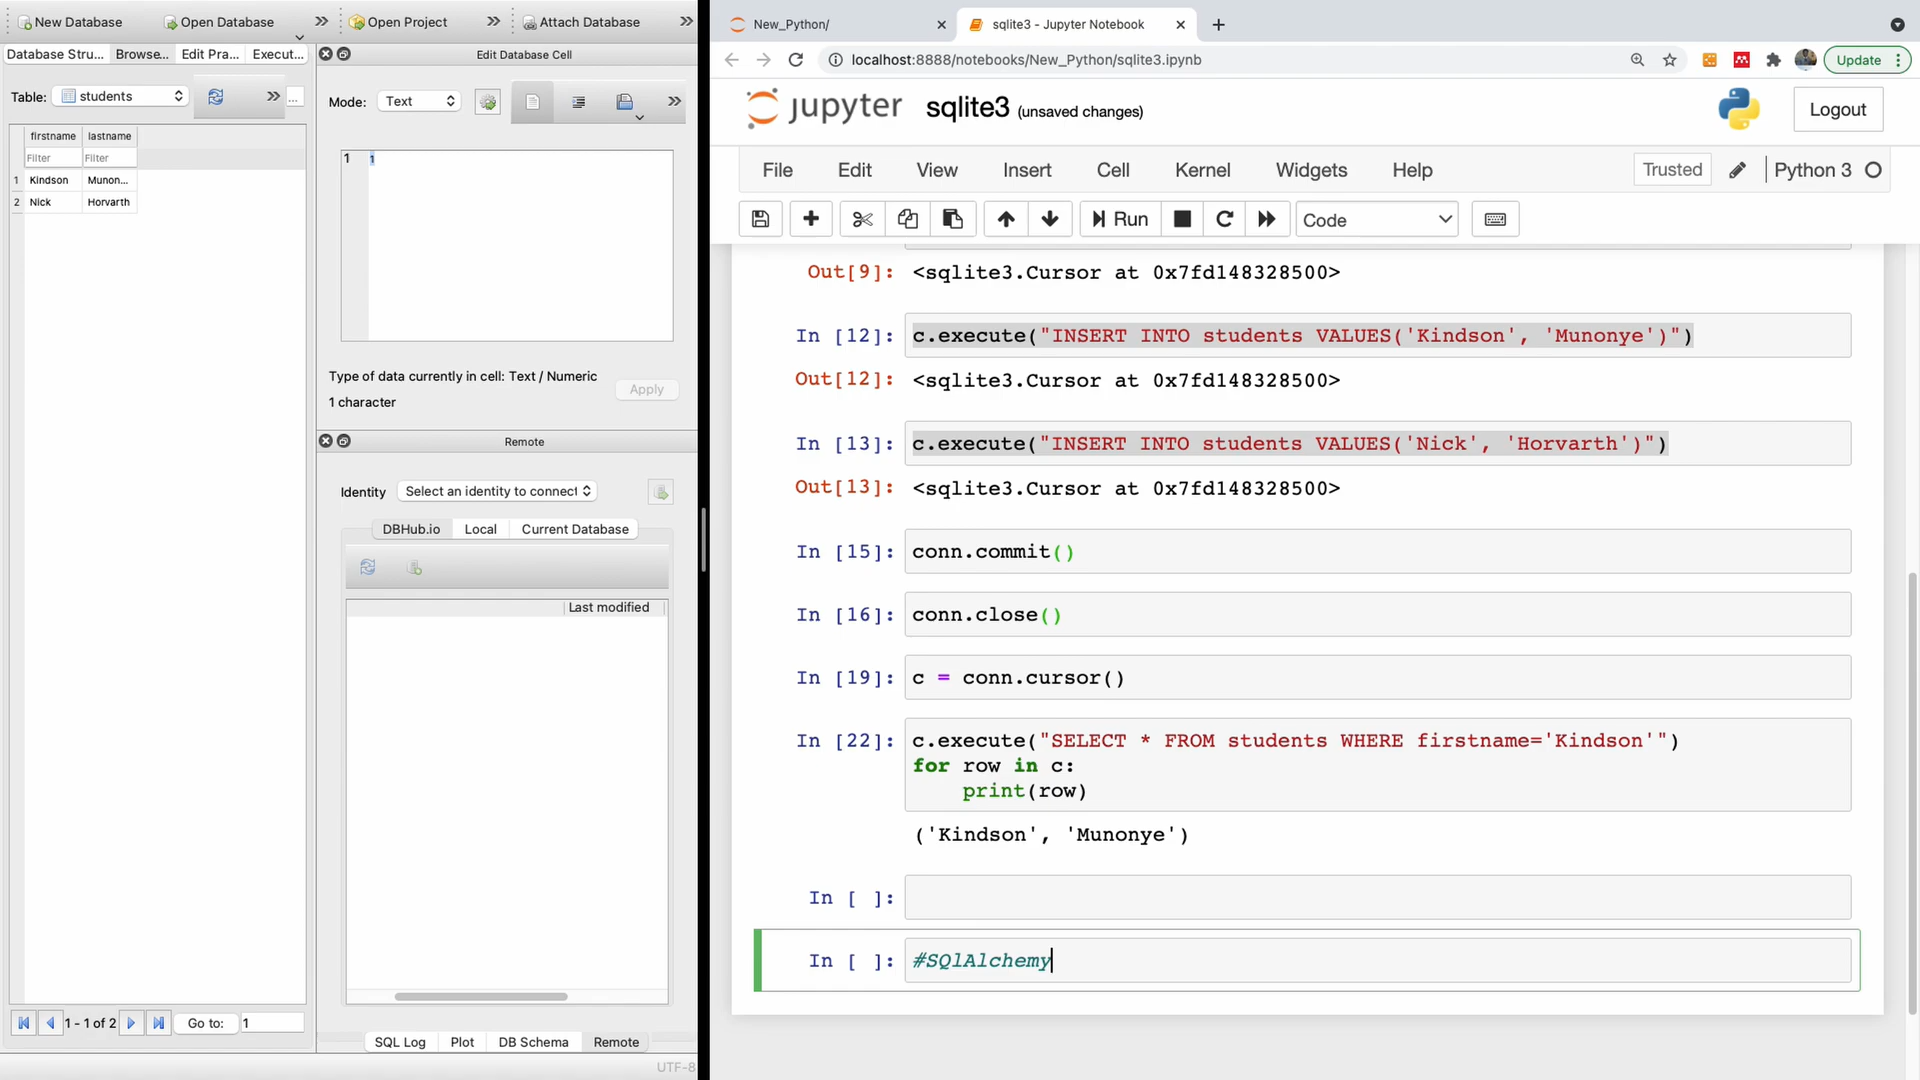 New Database
Open Database
Open Project
Attach Database
Database Stru...
Browse...
Edit Pra...
Execut...
Table:
students
...
firstname
lastname
Filter
Filter
1
Kindson
Munon...
2
Nick
Horvarth
1 - 1 of 2
Go to:
1
Edit Database Cell
Mode:
Text
1
1
Type of data currently in cell: Text / Numeric
1 character
Apply
Remote
Identity
Select an identity to connect
DBHub.io
Local
Current Database
Last modified
SQL Log
Plot
DB Schema
Remote
UTF-8
New_Python/
sqlite3 - Jupyter Notebook
localhost:8888/notebooks/New_Python/sqlite3.ipynb
Update
jupyter
sqlite3 (unsaved changes)
Logout
File
Edit
View
Insert
Cell
Kernel
Widgets
Help
Trusted
Python 3
Run
Code
Out[9]: <sqlite3.Cursor at 0x7fd148328500>
In [12]: c.execute("INSERT INTO students VALUES('Kindson', 'Munonye')")
Out[12]: <sqlite3.Cursor at 0x7fd148328500>
In [13]: c.execute("INSERT INTO students VALUES('Nick', 'Horvarth')")
Out[13]: <sqlite3.Cursor at 0x7fd148328500>
In [15]: conn.commit()
In [16]: conn.close()
In [19]: c = conn.cursor()
In [22]: c.execute("SELECT * FROM students WHERE firstname='Kindson'")
for row in c:
    print(row)
('Kindson', 'Munonye')
In [ ]:
In [ ]: #SQlAlchemy